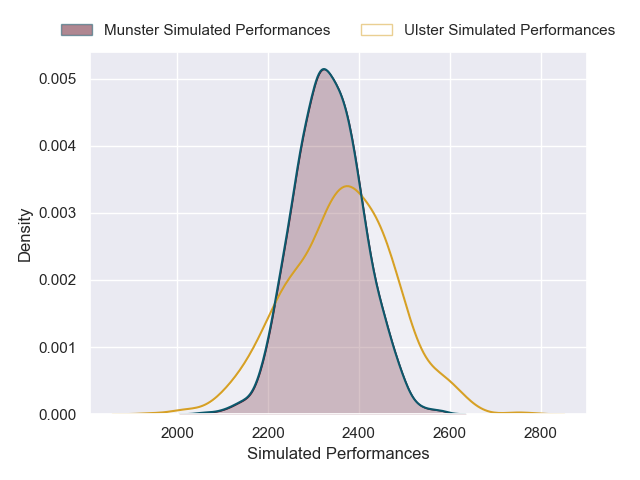 Munster Simulated Performances
Ulster Simulated Performances
0.005
0.004
0.003
0.002
0.001
0.000
Density
2000
2200
2400
2600
2800
Simulated Performances